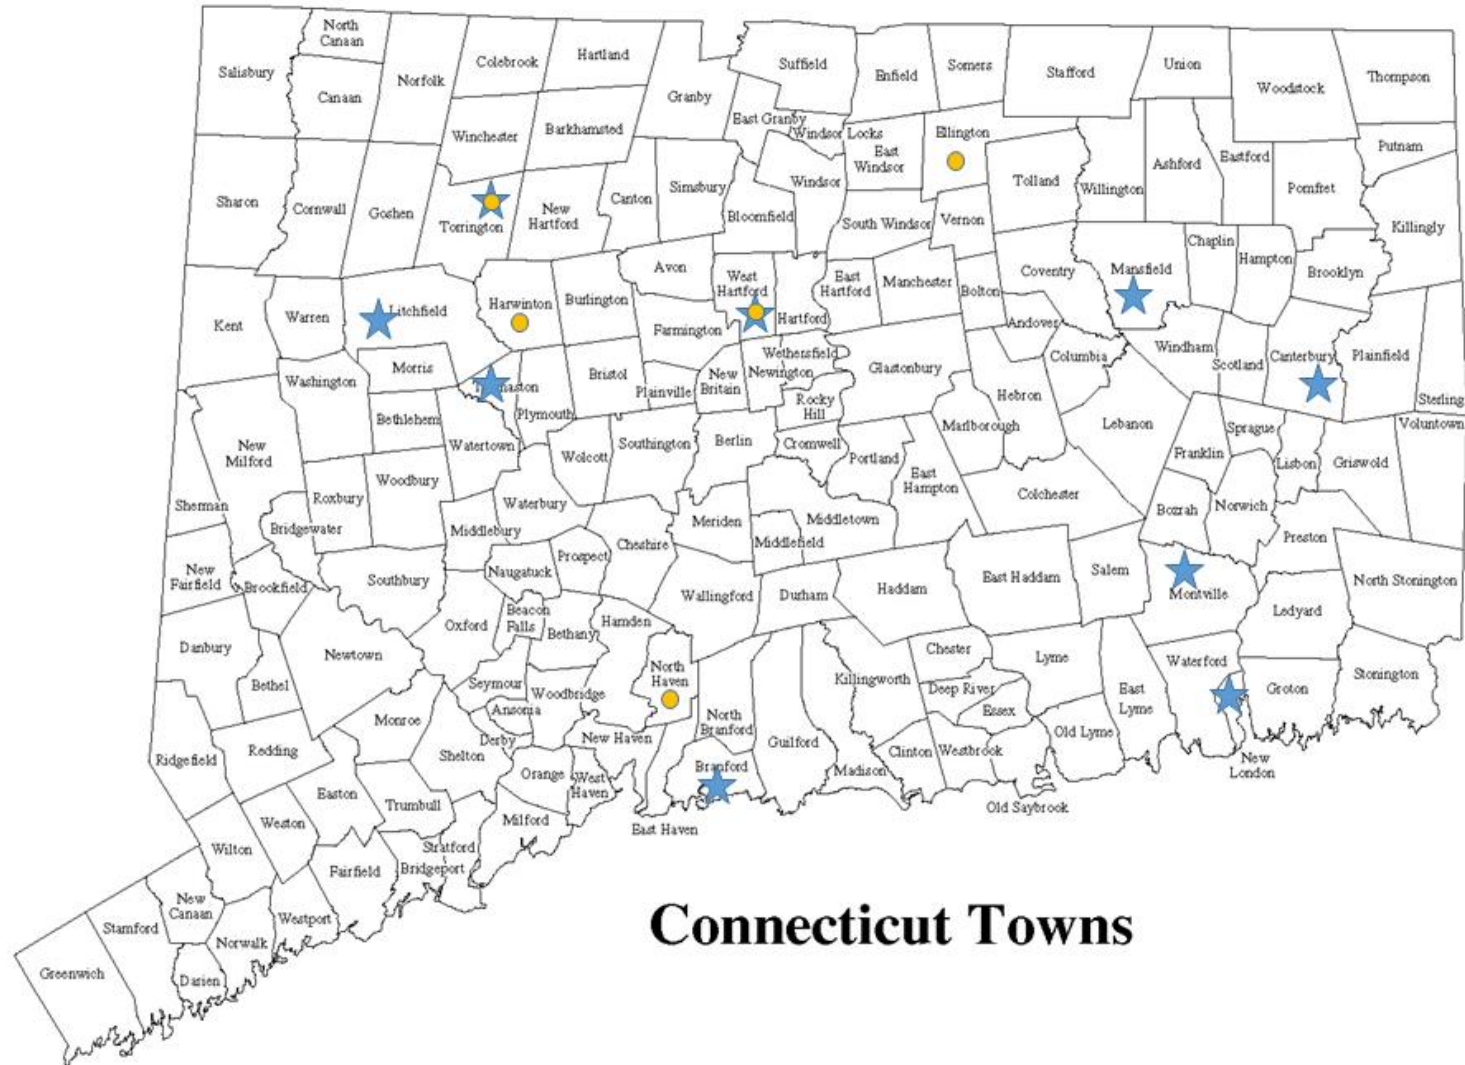 North
Canaan
Salisbury
Canaan
Norfolk
Colebrook
Hartland
Granby
Suffield
Enfield
Somers
Stafford
Union
Woodstock
Thompson
Winchester
Barkhamsted
East Granby
Windsor Locks
East
Windsor
Ellington
Tolland
Willington
Ashford
Eastford
Putnam
Pomfret
Killingly
Sharon
Cornwall
Goshen
Torrington
New
Hartford
Canton
Simsbury
Bloomfield
Windsor
South Windsor
Vernon
Coventry
Mansfield
Chaplin
Hampton
Brooklyn
Kent
Warren
Litchfield
Harwinton
Burlington
Avon
West
Hartford
Hartford
East
Hartford
Manchester
Bolton
Andover
Columbia
Windham
Scotland
Canterbury
Plainfield
Sterling
Washington
Morris
Bristol
Farmington
Plainville
New
Britain
Wethersfield
Newington
Rocky
Hill
Glastonbury
Marlborough
Hebron
Lebanon
Franklin
Sprague
Lisbon
Griswold
Voluntown
New
Milford
Bethlehem
Watertown
Plymouth
Wolcott
Southington
Berlin
Cromwell
Portland
East
Hampton
Colchester
Bozrah
Norwich
Preston
Sherman
Bridgewater
Roxbury
Woodbury
Middlebury
Waterbury
Cheshire
Meriden
Middlefield
Middletown
New
Fairfield
Brookfield
Southbury
Naugatuck
Prospect
Wallingford
Durham
Haddam
East Haddam
Salem
Montville
Ledyard
North Stonington
Danbury
Bethel
Newtown
Oxford
Beacon
Falls
Bethany
Hamden
North
Haven
Killingworth
Chester
Deep River
Essex
Lyme
East
Lyme
Waterford
Groton
Stonington
Ridgefield
Redding
Monroe
Seymour
Ansonia
Derby
Woodbridge
New Haven
North
Branford
Guilford
Madison
Clinton
Westbrook
Old Lyme
New
London
Old Saybrook
Shelton
Orange
West
Haven
Branford
East Haven
Milford
Easton
Trumbull
Stratford
Bridgeport
Weston
Wilton
Fairfield
Westport
New
Canaan
Norwalk
Darien
Stamford
Greenwich
Connecticut Towns